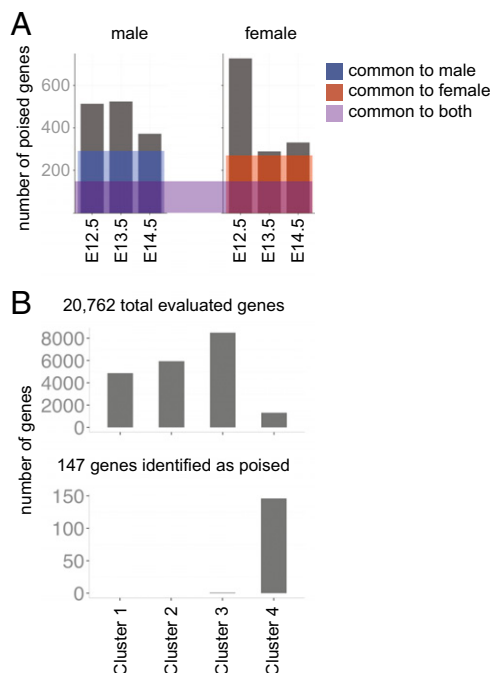 A
male female
number of poised genes
600
400
200
E12.5 E13.5 E14.5 E12.5 E13.5 E14.5
common to male
common to female
common to both
B
20,762 total evaluated genes
number of genes
8000
6000
4000
2000
0
147 genes identified as poised
150
100
50
0
Cluster 1 Cluster 2 Cluster 3 Cluster 4